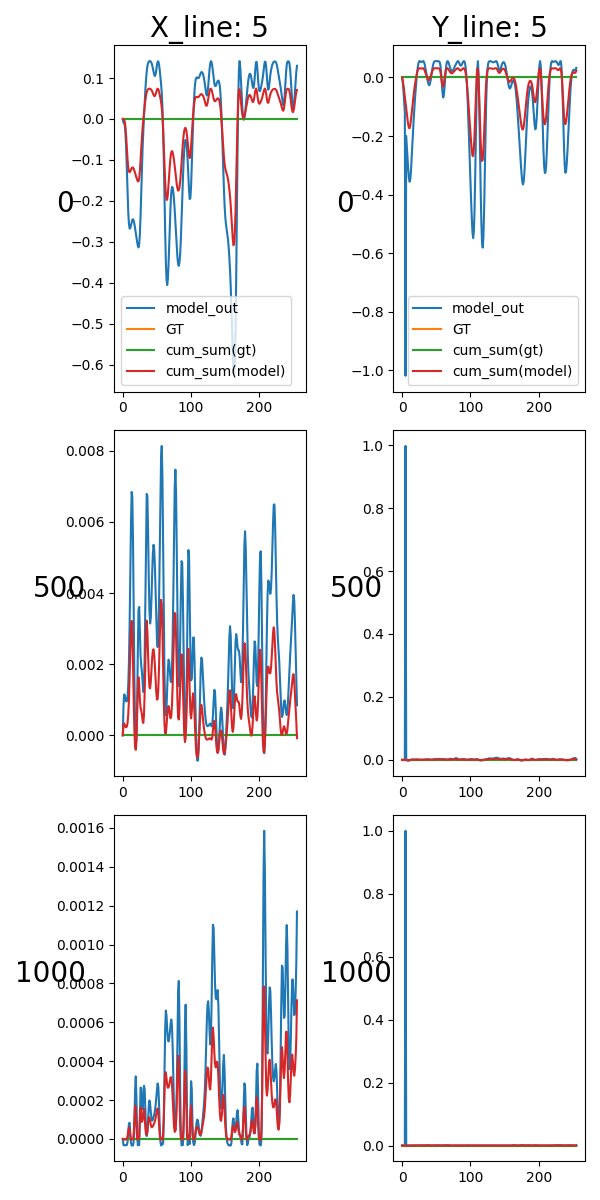 X_line: 5
Y_line: 5
0
0.1
0.0
−0.1
−0.2
−0.3
−0.4
−0.5
−0.6
model_out
GT
cum_sum(gt)
cum_sum(model)
0 100 200
0
0.0
−0.2
−0.4
−0.6
−0.8
−1.0
model_out
GT
cum_sum(gt)
cum_sum(model)
0 100 200
500
0.008
0.006
0.004
0.002
0.000
0 100 200
500
1.0
0.8
0.6
0.4
0.2
0.0
0 100 200
1000
0.0016
0.0014
0.0012
0.0010
0.0008
0.0006
0.0004
0.0002
0.0000
0 100 200
1000
1.0
0.8
0.6
0.4
0.2
0.0
0 100 200